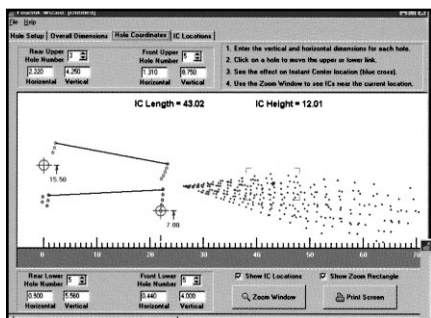 File Help
Hole Setup | Overall Dimensions | Hole Coordinates | IC Locations
Rear Upper
Hole Number 3
Front Upper
Hole Number 5
2.220 4.250
1.310 8.750
Horizontal Vertical
Horizontal Vertical
1. Enter the vertical and horizontal dimensions for each hole.
2. Click on a hole to move the upper or lower link.
3. See the effect on Instant Center location (blue cross).
4. Use the Zoom Window to see ICs near the current location.
IC Length = 43.02 IC Height = 12.01
15.50
7.00
0 10 20 30 40 50 60 70
Rear Lower
Hole Number 5
Front Lower
Hole Number 5
0.900 5.560
0.440 4.000
Horizontal Vertical
Horizontal Vertical
Show IC Locations
Show Zoom Rectangle
Zoom Window
Print Screen